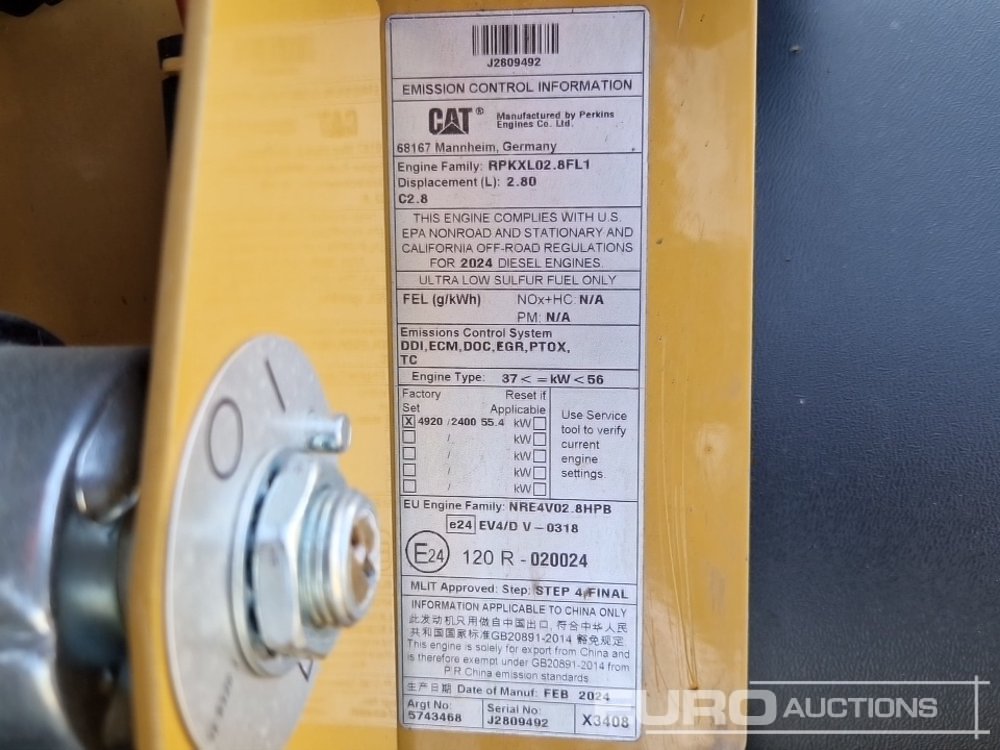 J2809492
EMISSION CONTROL INFORMATION
CAT® Manufactured by Perkins
Engines Co. Ltd.
68167 Mannheim, Germany
Engine Family: RPKXL02.8FL1
Displacement (L): 2.80
C2.8
THIS ENGINE COMPLIES WITH U.S.
EPA NONROAD AND STATIONARY AND
CALIFORNIA OFF-ROAD REGULATIONS
FOR 2024 DIESEL ENGINES.
ULTRA LOW SULFUR FUEL ONLY
FEL (g/kWh) NOx+HC N/A
PM: N/A
Emissions Control System
DDI,ECM,DOC,EGR,PTOX,
TC
Engine Type: 37< =kW<56
Factory Set
Reset if Applicable
X 4920 /2400 55.4 kW
/ kW
/ kW
/ kW
/ kW
Use Service
tool to verify
current
engine
settings.
EU Engine Family: NRE4V02.8HPB
e24 EV4/D V-0318
E24 120 R - 020024
MLIT Approved: Step: STEP 4 FINAL
INFORMATION APPLICABLE TO CHINA ONLY
此发动机只用做自中国出口, 符合中华人民
共和国国家标准GB20891-2014 豁免规定.
This engine is solely for export from China and
is therefore exempt under GB20891-2014 from
P.R China emission standards
生产日期 Date of Manuf: FEB 2024
Argt No: 5743468
Serial No: J2809492
X3408
EURO AUCTIONS